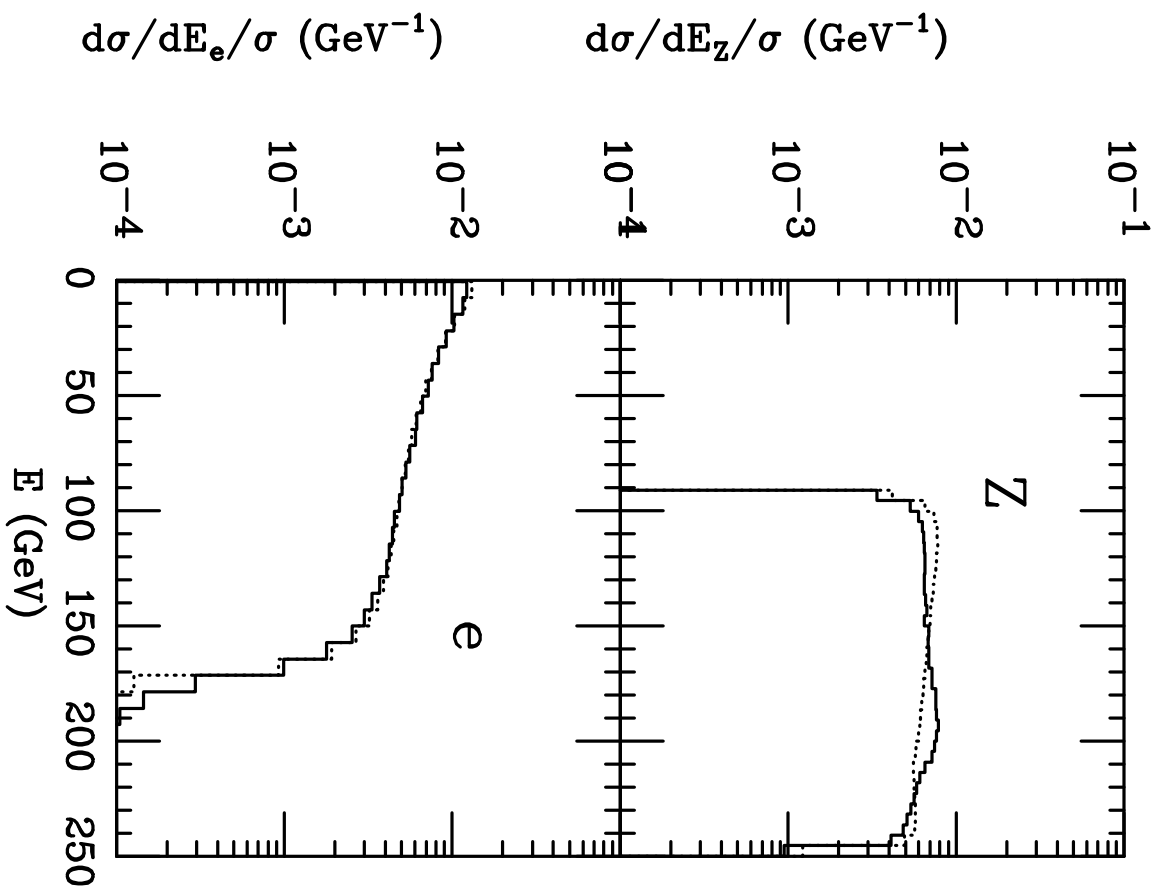 dσ/dE_Z/σ (GeV⁻¹)
10⁻¹
10⁻²
10⁻³
10⁻⁴
Z
dσ/dE_e/σ (GeV⁻¹)
10⁻²
10⁻³
10⁻⁴
e
0 50 100 150 200 250
E (GeV)